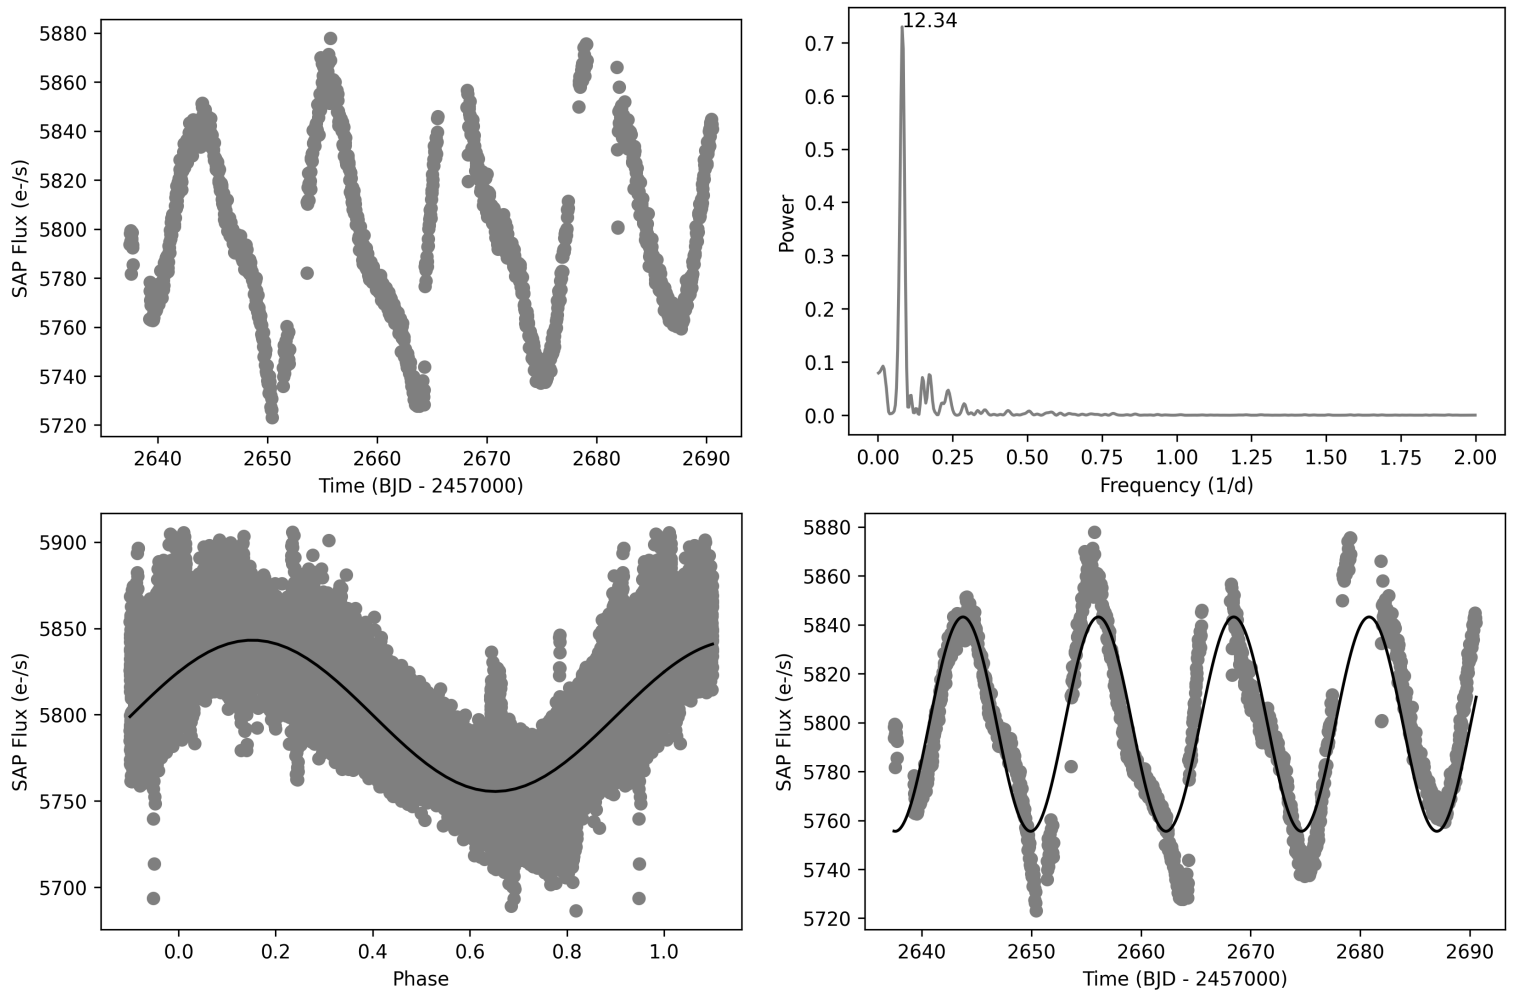 5880
5860
5840
5820
5800
5780
5760
5740
5720
SAP Flux (e-/s)
2640 2650 2660 2670 2680 2690
Time (BJD - 2457000)
12.34
0.7
0.6
0.5
0.4
0.3
0.2
0.1
0.0
Power
0.00 0.25 0.50 0.75 1.00 1.25 1.50 1.75 2.00
Frequency (1/d)
5900
5850
5800
5750
5700
SAP Flux (e-/s)
0.0 0.2 0.4 0.6 0.8 1.0
Phase
5880
5860
5840
5820
5800
5780
5760
5740
5720
SAP Flux (e-/s)
2640 2650 2660 2670 2680 2690
Time (BJD - 2457000)